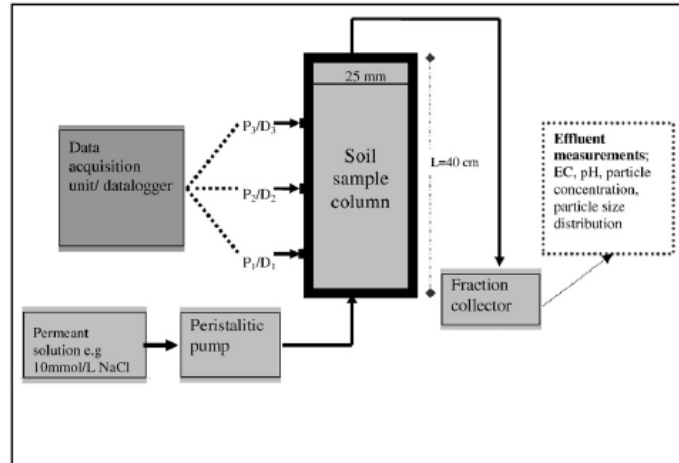 25 mm
P3/D3
P2/D2
P1/D1
Data
acquisition
unit/ datalogger
Soil
sample
column
L=40 cm
Effluent
measurements;
EC, pH, particle
concentration,
particle size
distribution
Fraction
collector
Peristalitic
pump
Permeant
solution e.g
10mmol/L NaCl